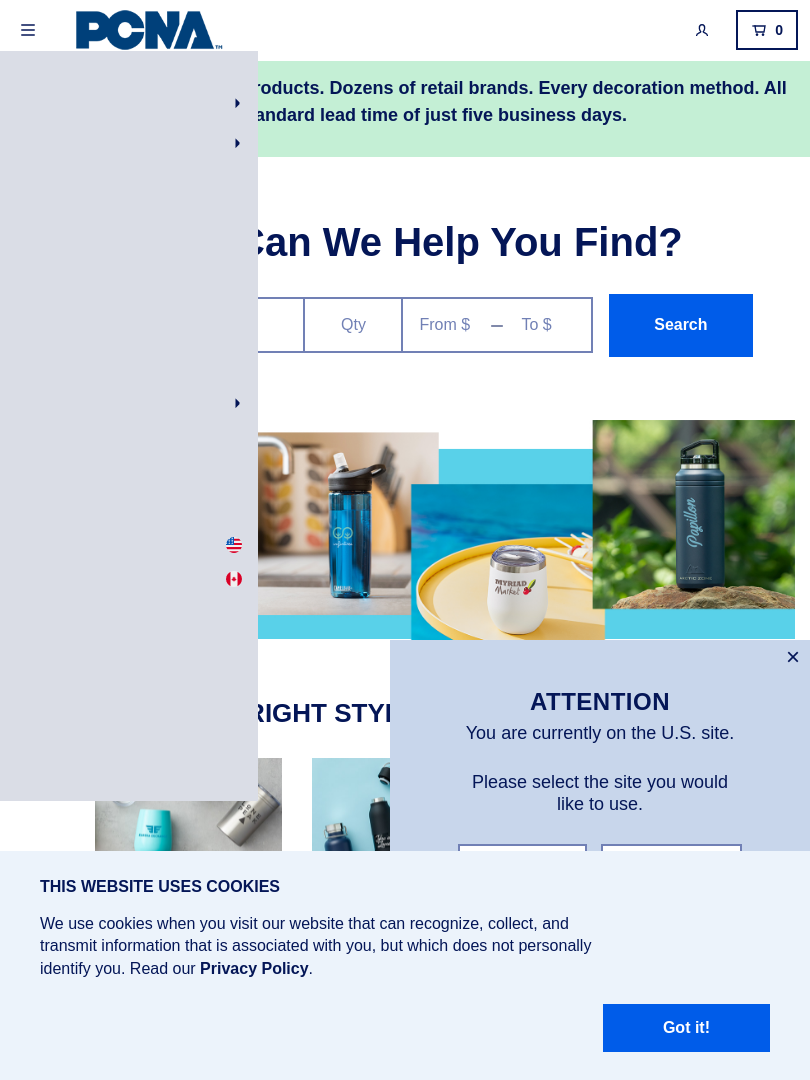 PCNA™
0
roducts. Dozens of retail brands. Every decoration method. All
andard lead time of just five business days.
Can We Help You Find?
Qty
From $ – To $
Search
MYRIAD
Market
Papillon
ARCTIC ZONE
RIGHT STY
ATTENTION
You are currently on the U.S. site.
Please select the site you would
like to use.
THIS WEBSITE USES COOKIES
We use cookies when you visit our website that can recognize, collect, and
transmit information that is associated with you, but which does not personally
identify you. Read our Privacy Policy.
Got it!